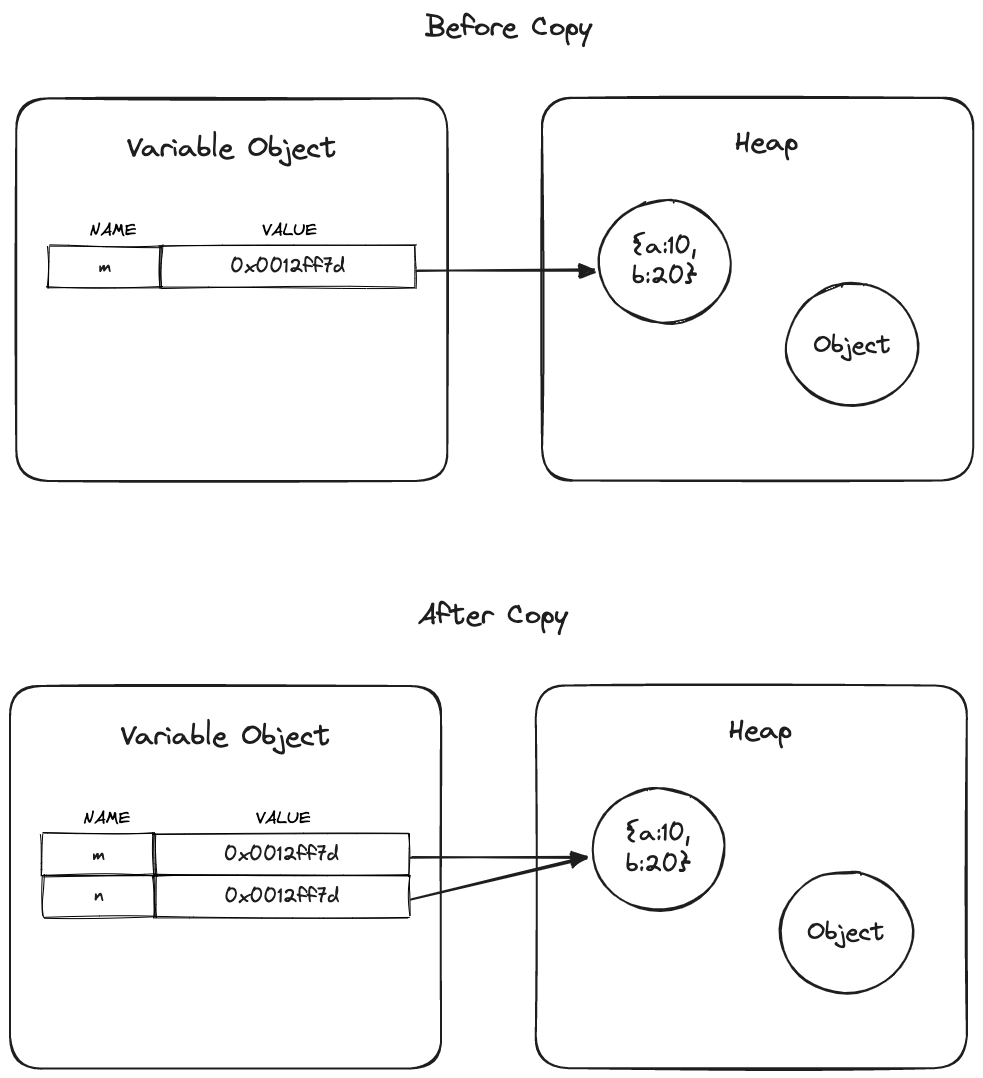 Before Copy
Variable Object
Heap
NAME VALUE
m 0x0012ff7d
{a:10,
b:20}
Object
After Copy
Variable Object
Heap
NAME VALUE
m 0x0012ff7d
n 0x0012ff7d
{a:10,
b:20}
Object